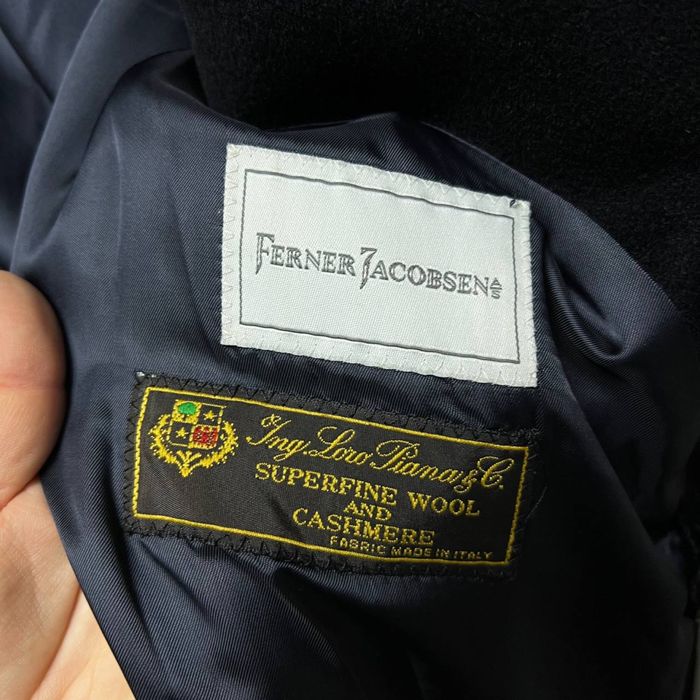 FERNER JACOBSEN A/S
Ing. Loro Piana & C.
SUPERFINE WOOL
AND
CASHMERE
FABRIC MADE IN ITALY